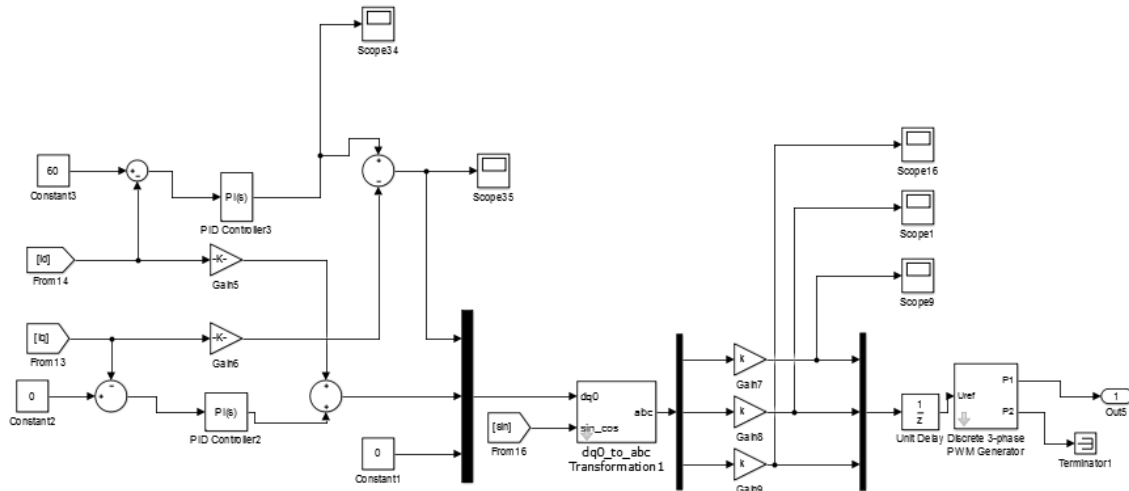 Scope34
Scope35
Scope16
Scope1
Scope9
60
Constant3
PI(s)
PID Controller3
[Id]
From14
-K-
Gain5
[Iq]
From13
-K-
Gain6
0
Constant2
PI(s)
PID Controller2
0
Constant1
[sin]
From16
dq0
sin_cos
abc
dq0_to_abc
Transformation1
k
Gain7
k
Gain8
k
Gain9
1
z
Unit Delay
Uref
P1
P2
Discrete 3-phase
PWM Generator
1
Out5
Terminator1